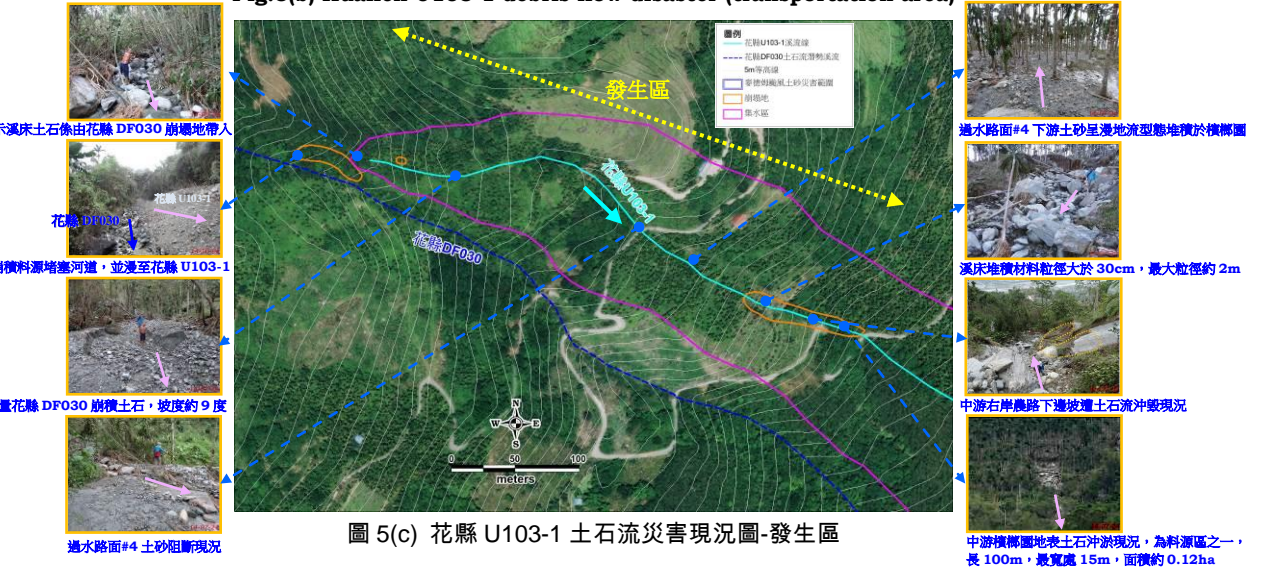 Fig.5(b) Hualien U103-1 debris flow disaster (transportation area)
示溪床土石係由花縣 DF030 崩塌地帶入
花縣 U103-1
花縣 DF030
崩積料源堵塞河道,並漫至花縣 U103-1
量花縣 DF030 崩積土石,坡度約 9 度
過水路面#4 土砂阻斷現況
發生區
圖例
花縣U103-1溪流線
花縣DF030土石流潛勢溪流
5m等高線
麥德姆颱風土砂災害範圍
崩塌地
集水區
花縣U103-1
花縣DF030
N
W E
S
0 50 100
meters
過水路面#4 下游土砂呈漫地流型態堆積於檳榔園
溪床堆積材料粒徑大於 30cm,最大粒徑約 2m
中游右岸農路下邊坡遭土石流沖毀現況
中游檳榔園地表土石沖淤現況,為料源區之一,
長 100m,最寬處 15m,面積約 0.12ha
圖 5(c) 花縣 U103-1 土石流災害現況圖-發生區